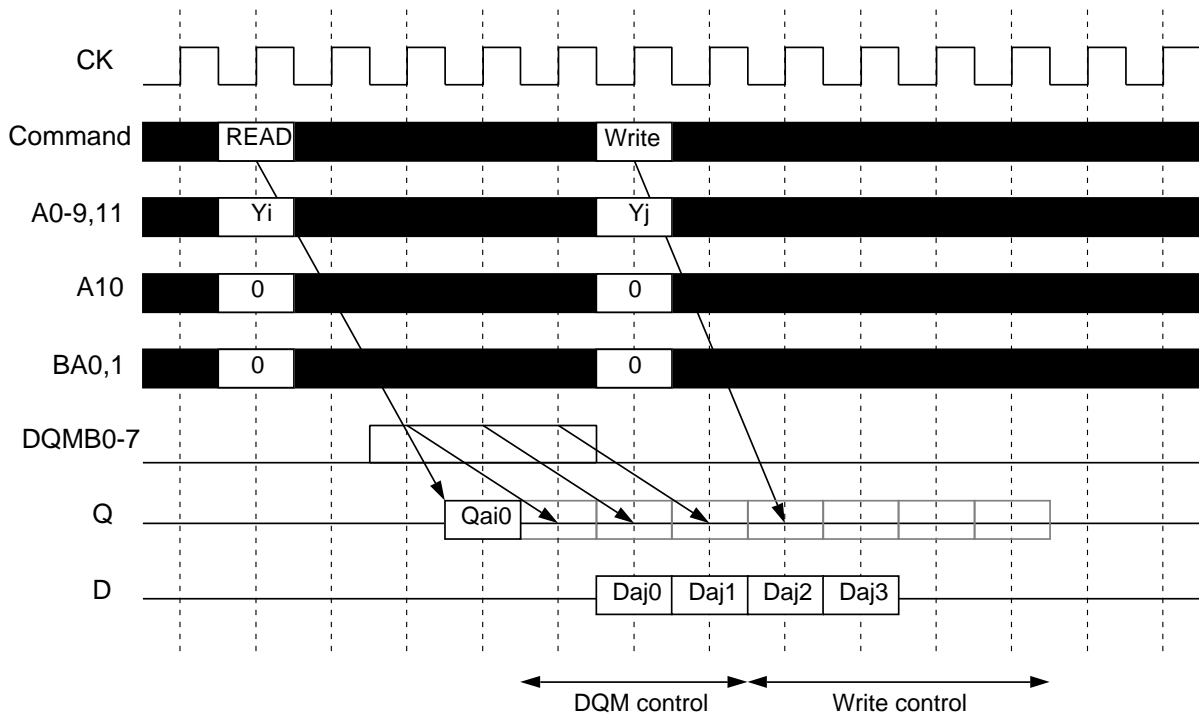 CK
Command READ Write
A0-9,11 Yi Yj
A10 0 0
BA0,1 0 0
DQMB0-7
Q Qai0
D Daj0 Daj1 Daj2 Daj3
DQM control Write control